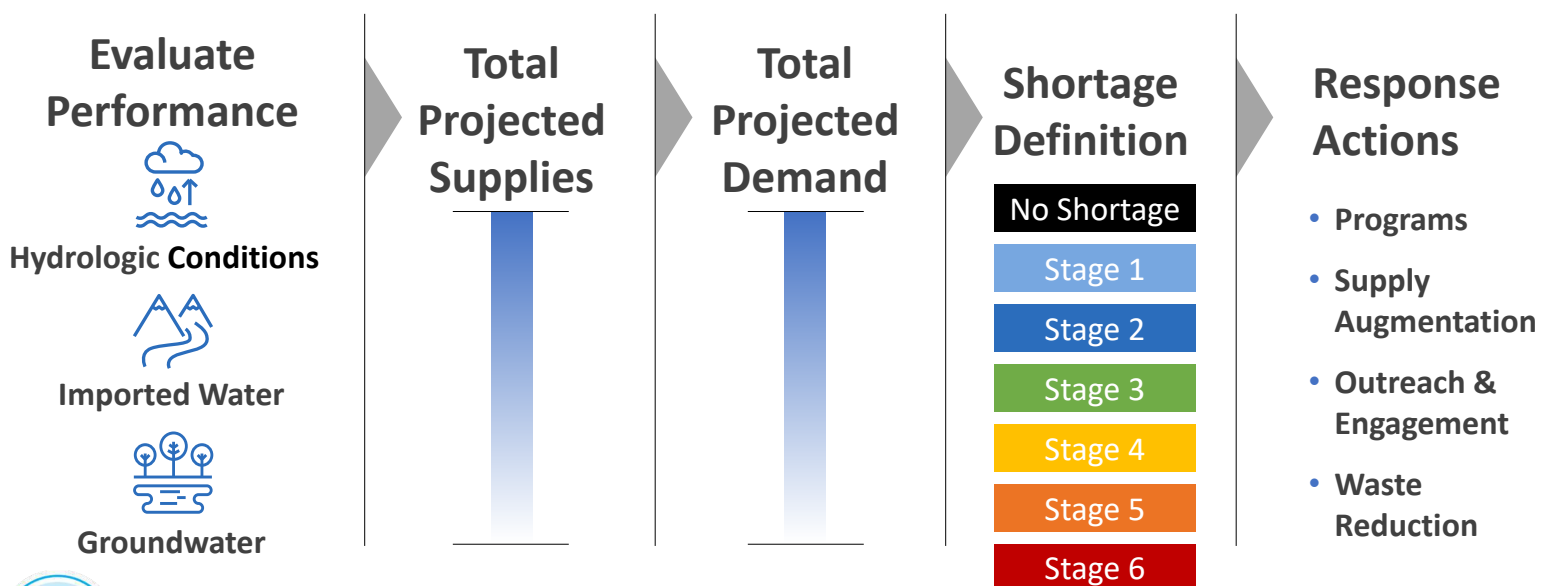 Evaluate
Performance
Hydrologic Conditions
Imported Water
Groundwater
Total
Projected
Supplies
Total
Projected
Demand
Shortage
Definition
No Shortage
Stage 1
Stage 2
Stage 3
Stage 4
Stage 5
Stage 6
Response
Actions
• Programs
• Supply
Augmentation
• Outreach &
Engagement
• Waste
Reduction